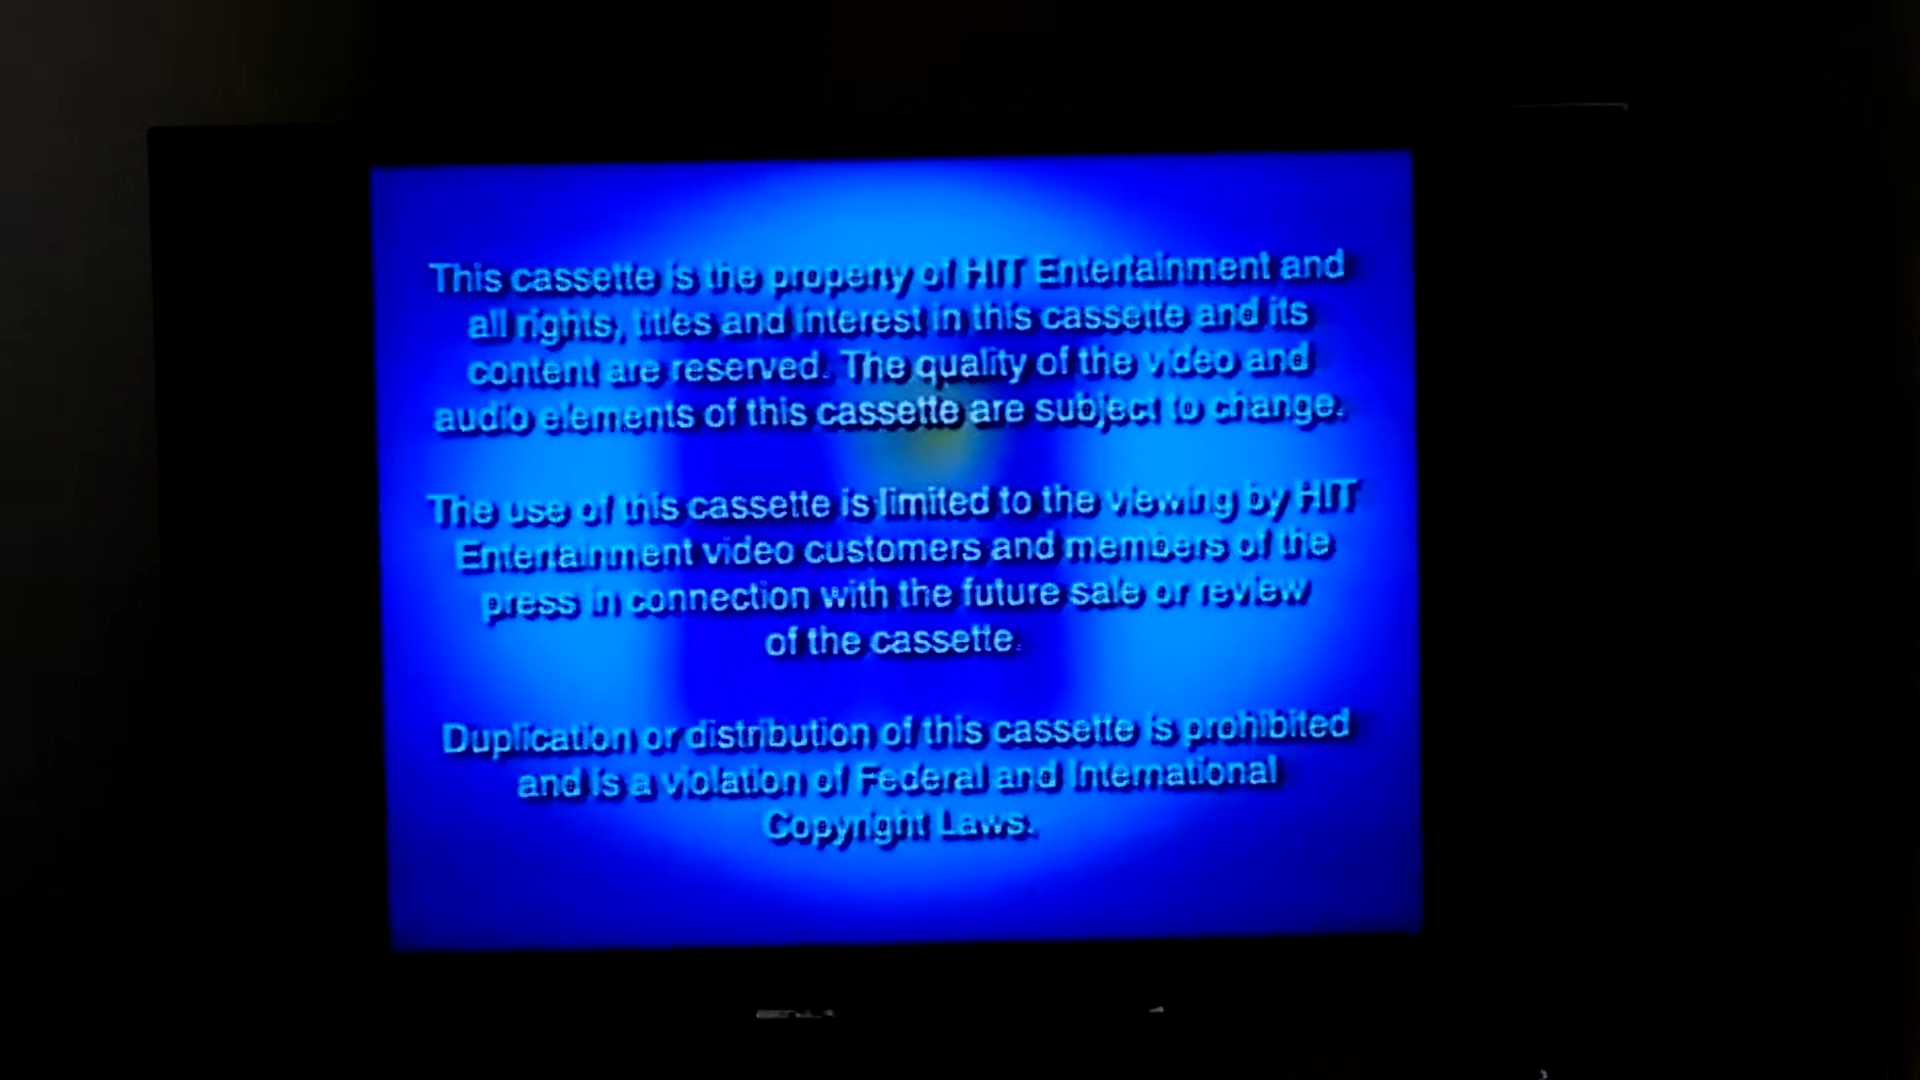 This cassette is the property of HIT Entertainment and
all rights, titles and interest in this cassette and its
content are reserved. The quality of the video and
audio elements of this cassette are subject to change.
The use of this cassette is limited to the viewing by HIT
Entertainment video customers and members of the
press in connection with the future sale or review
of the cassette.
Duplication or distribution of this cassette is prohibited
and is a violation of Federal and International
Copyright Laws.